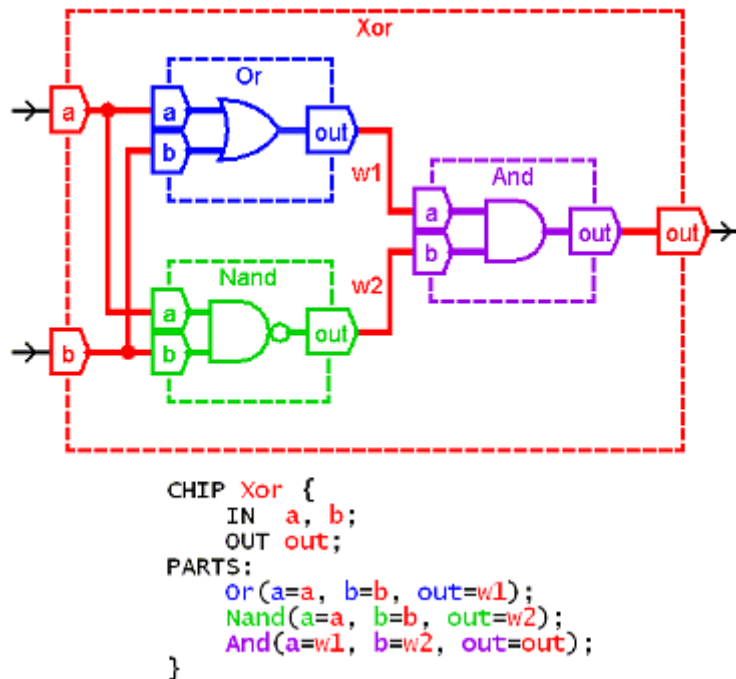 Xor
Or
a
a
out
b
w1
And
a
out
out
b
Nand
w2
a
out
b
b
CHIP Xor {
IN a, b;
OUT out;
PARTS:
Or(a=a, b=b, out=w1);
Nand(a=a, b=b, out=w2);
And(a=w1, b=w2, out=out);
}